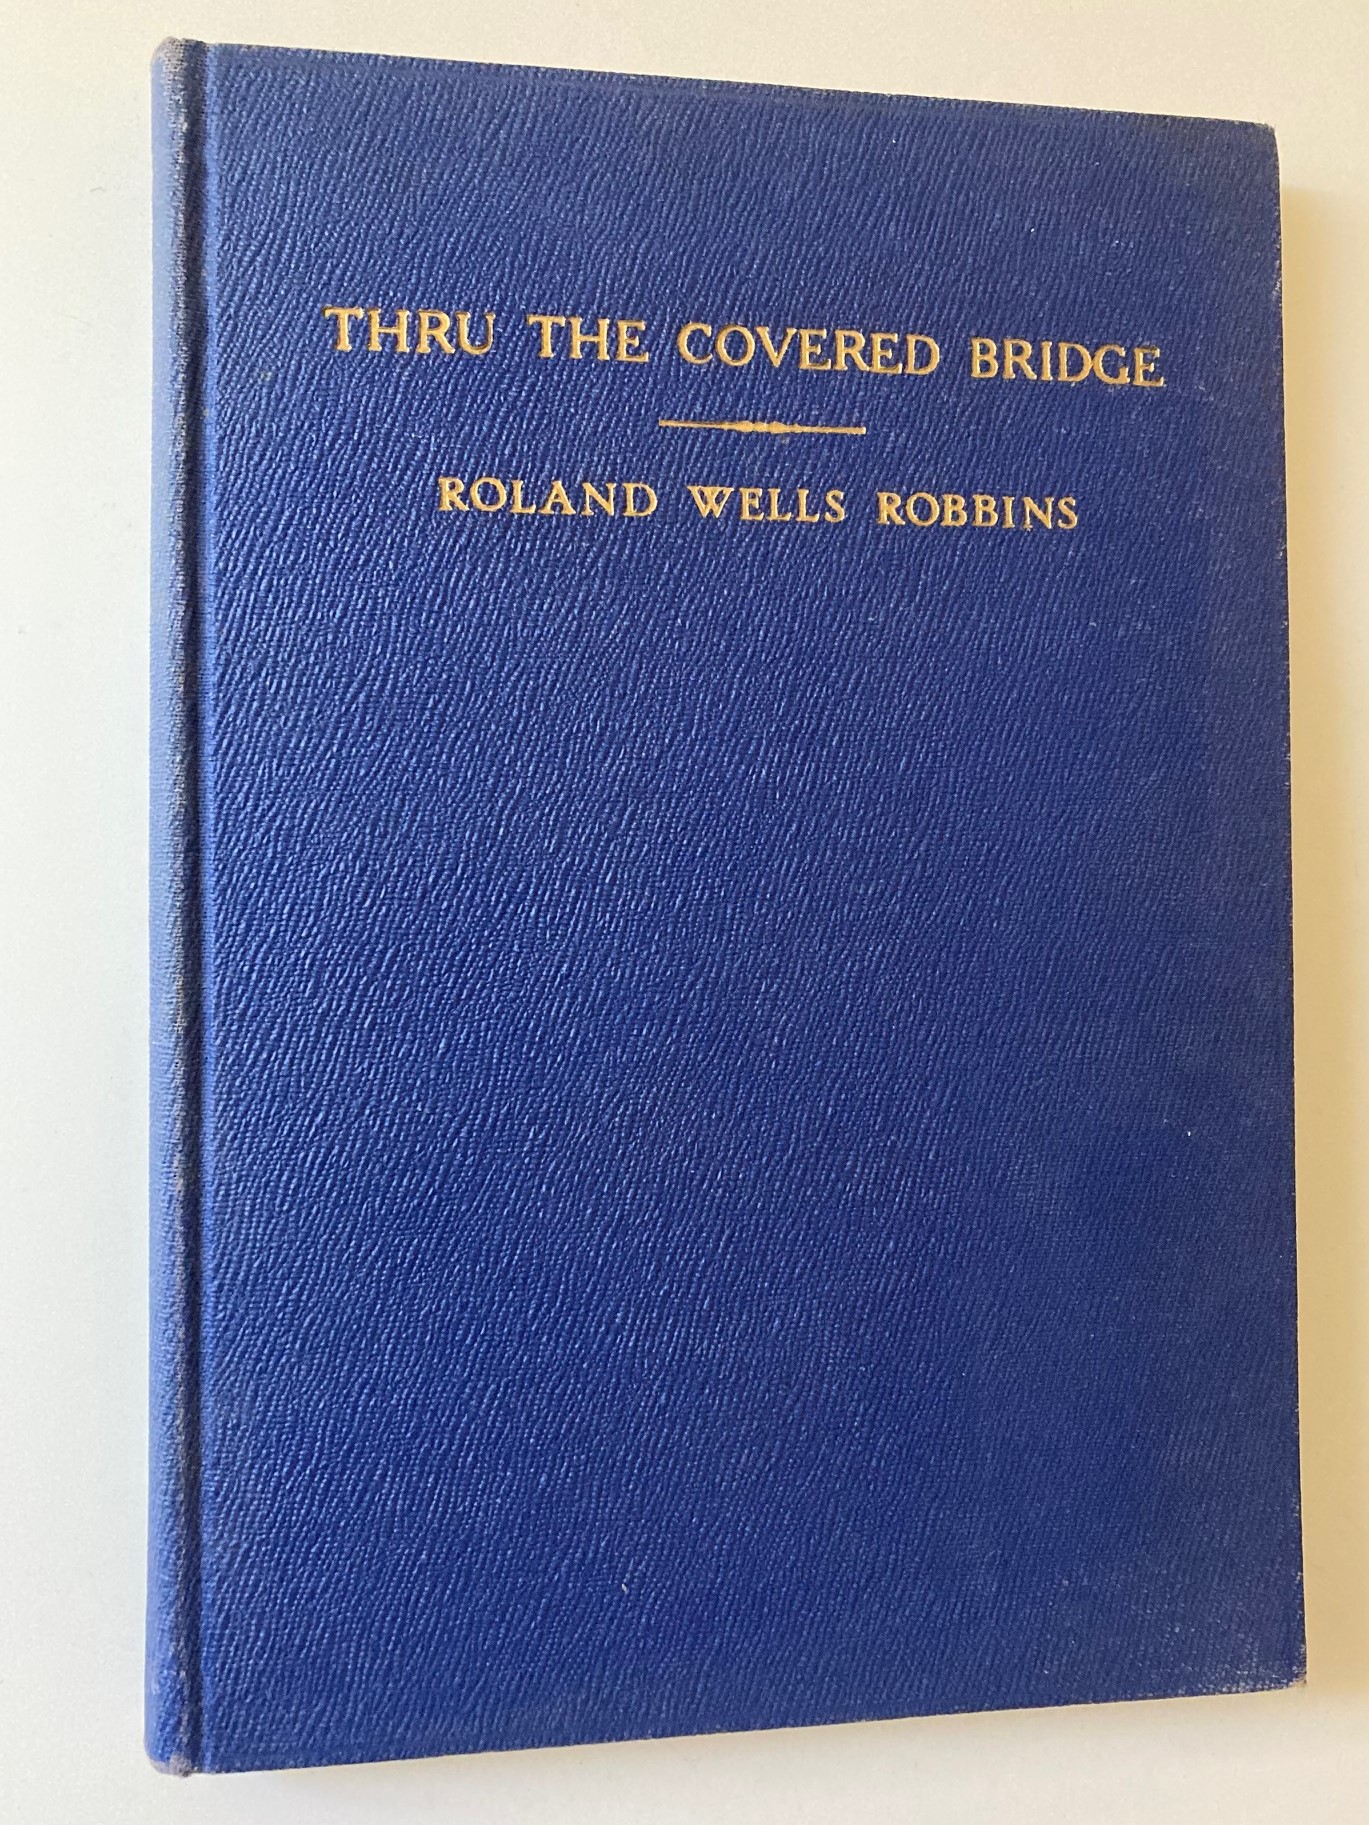 THRU THE COVERED BRIDGE
ROLAND WELLS ROBBINS